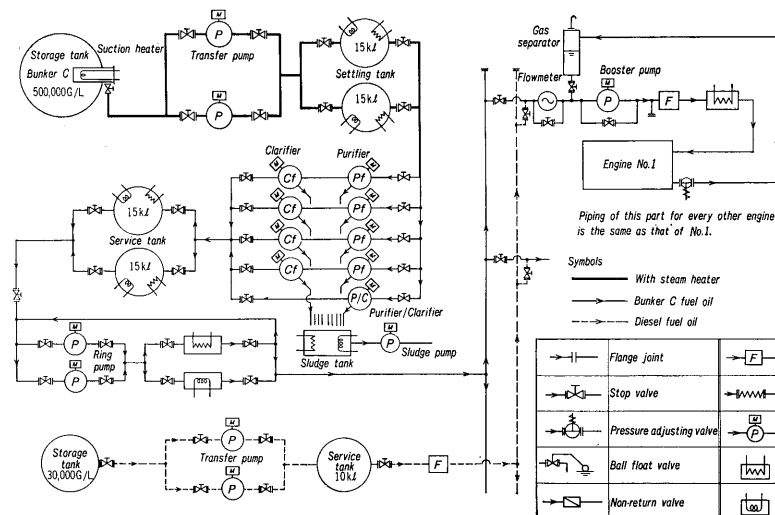 Storage tank
Bunker C
500,000G/L
Suction heater
M
P
Transfer pump
M
P
15kl
Settling tank
15kl
Gas
separator
Flowmeter
Booster pump
M
P
F
Engine No.1
Piping of this part for every other engine
is the same as that of No.1.
Clarifier
Purifier
M
Cf
M
Pf
M
Cf
M
Pf
M
Cf
M
Pf
M
Cf
M
Pf
M
P/C
Purifier/Clarifier
15kl
Service tank
15kl
M
P
Ring
pump
M
P
Sludge tank
M
P
Sludge pump
Symbols
With steam heater
Bunker C fuel oil
Diesel fuel oil
Flange joint
F
Stop valve
Pressure adjusting valve
M
P
Ball float valve
Non-return valve
Storage
tank
30,000G/L
M
P
Transfer pump
M
P
Service
tank
10kl
F